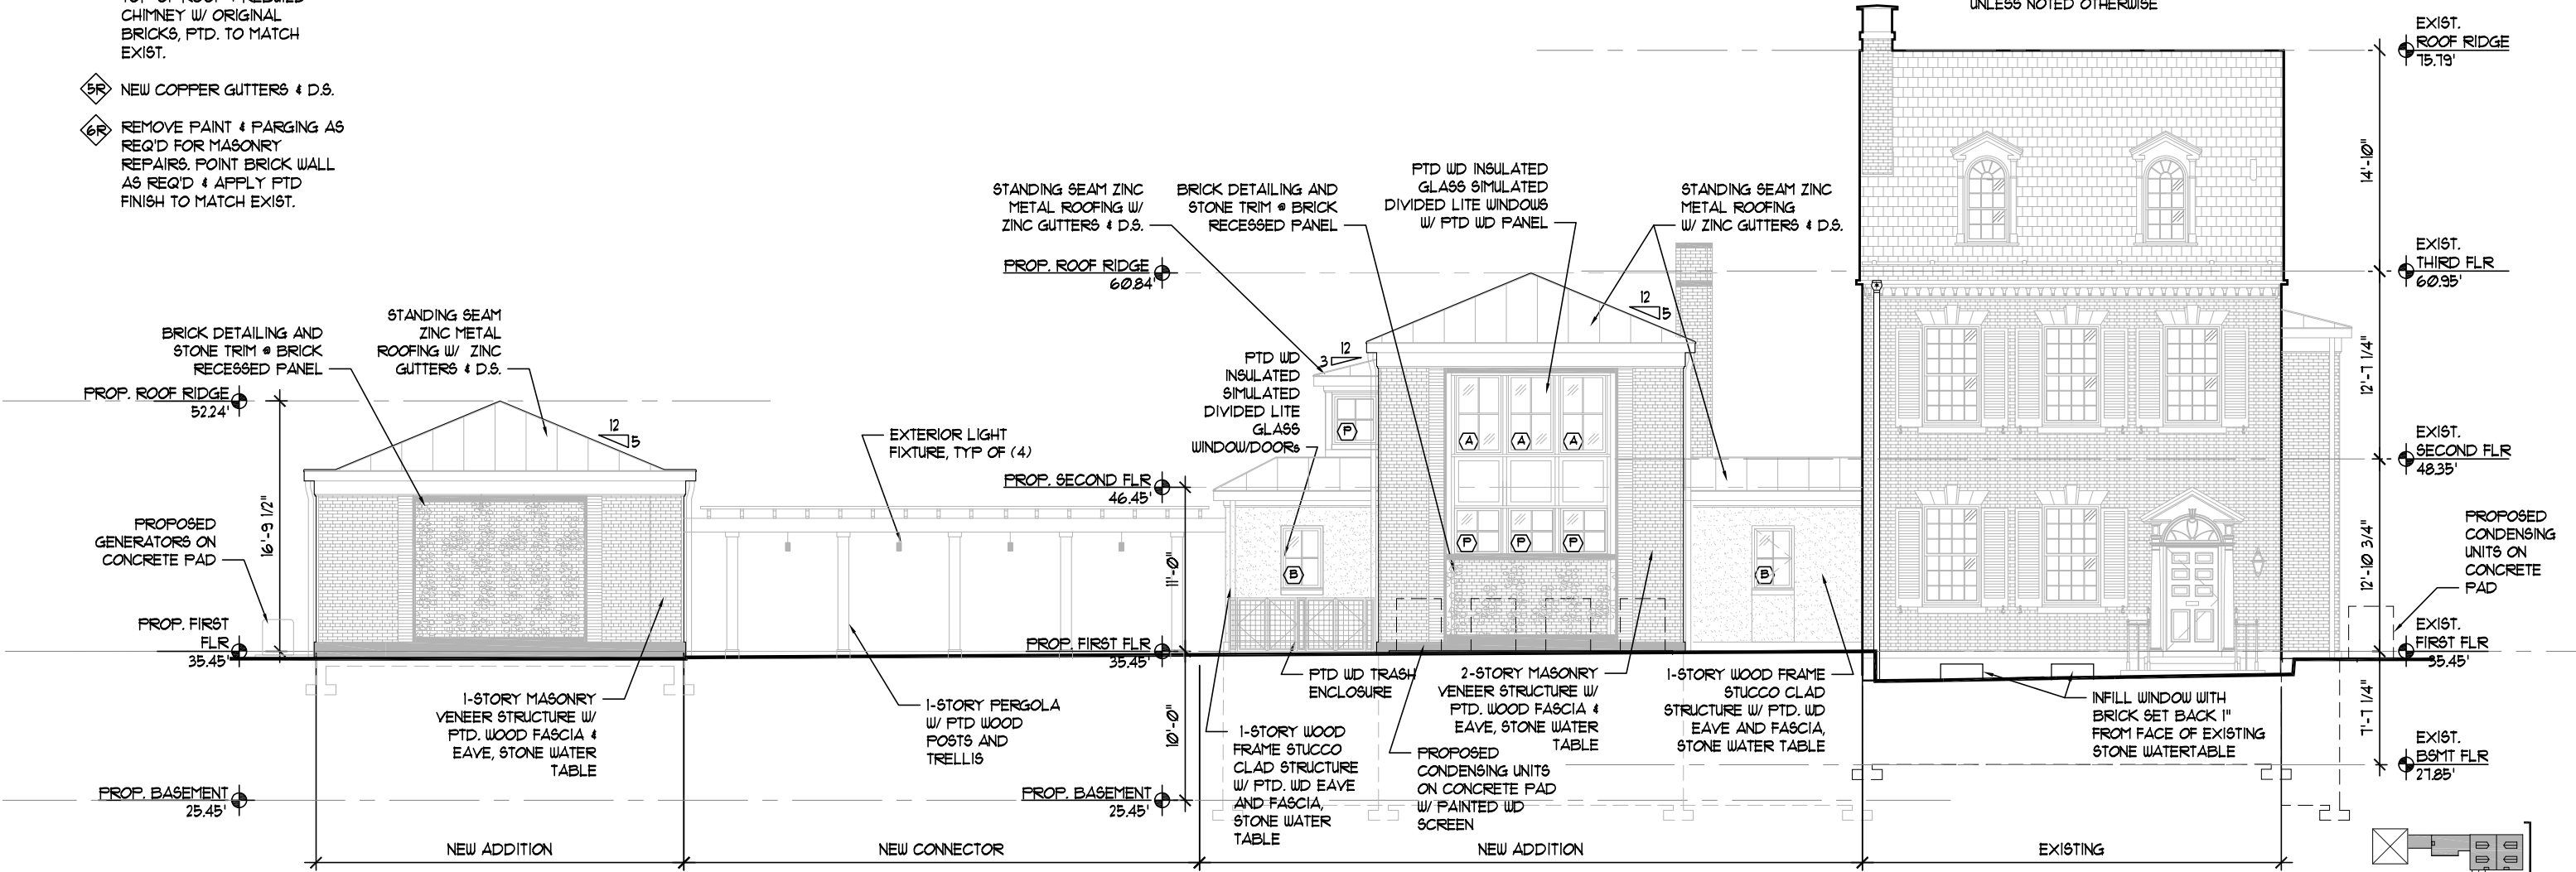 CHIMNEY W/ ORIGINAL
BRICKS, PTD. TO MATCH
EXIST.
5R NEW COPPER GUTTERS & D.S.
6R REMOVE PAINT & PARGING AS
REQ'D FOR MASONRY
REPAIRS. POINT BRICK WALL
AS REQ'D & APPLY PTD
FINISH TO MATCH EXIST.
UNLESS NOTED OTHERWISE
BRICK DETAILING AND
STONE TRIM @ BRICK
RECESSED PANEL
STANDING SEAM
ZINC METAL
ROOFING W/ ZINC
GUTTERS & D.S.
PROP. ROOF RIDGE
52.24'
12
5
16'-9 1/2"
PROPOSED
GENERATORS ON
CONCRETE PAD
PROP. FIRST
FLR
35.45'
1-STORY MASONRY
VENEER STRUCTURE W/
PTD. WOOD FASCIA &
EAVE, STONE WATER
TABLE
PROP. BASEMENT
25.45'
NEW ADDITION
EXTERIOR LIGHT
FIXTURE, TYP OF (4)
1-STORY PERGOLA
W/ PTD WOOD
POSTS AND
TRELLIS
NEW CONNECTOR
STANDING SEAM ZINC
METAL ROOFING W/
ZINC GUTTERS & D.S.
PROP. ROOF RIDGE
60.84'
PROP. SECOND FLR
46.45'
11'-0"
PROP. FIRST FLR
35.45'
10'-0"
PROP. BASEMENT
25.45'
BRICK DETAILING AND
STONE TRIM @ BRICK
RECESSED PANEL
PTD WD INSULATED
GLASS SIMULATED
DIVIDED LITE WINDOWS
W/ PTD WD PANEL
STANDING SEAM ZINC
METAL ROOFING
W/ ZINC GUTTERS & D.S.
12
5
12
3
PTD WD
INSULATED
SIMULATED
DIVIDED LITE
GLASS
WINDOW/DOORs
P
A
A
A
P
P
P
B
B
PTD WD TRASH
ENCLOSURE
1-STORY WOOD
FRAME STUCCO
CLAD STRUCTURE
W/ PTD. WD EAVE
AND FASCIA,
STONE WATER
TABLE
PROPOSED
CONDENSING UNITS
ON CONCRETE PAD
W/ PAINTED WD
SCREEN
2-STORY MASONRY
VENEER STRUCTURE W/
PTD. WOOD FASCIA &
EAVE, STONE WATER
TABLE
1-STORY WOOD FRAME
STUCCO CLAD
STRUCTURE W/ PTD. WD
EAVE AND FASCIA,
STONE WATER TABLE
NEW ADDITION
INFILL WINDOW WITH
BRICK SET BACK 1"
FROM FACE OF EXISTING
STONE WATERTABLE
EXISTING
EXIST.
ROOF RIDGE
75.79'
14'-10"
EXIST.
THIRD FLR
60.95'
12'-7 1/4"
EXIST.
SECOND FLR
48.35'
12'-10 3/4"
PROPOSED
CONDENSING
UNITS ON
CONCRETE
PAD
EXIST.
FIRST FLR
35.45'
7'-7 1/4"
EXIST.
BSMT FLR
27.85'